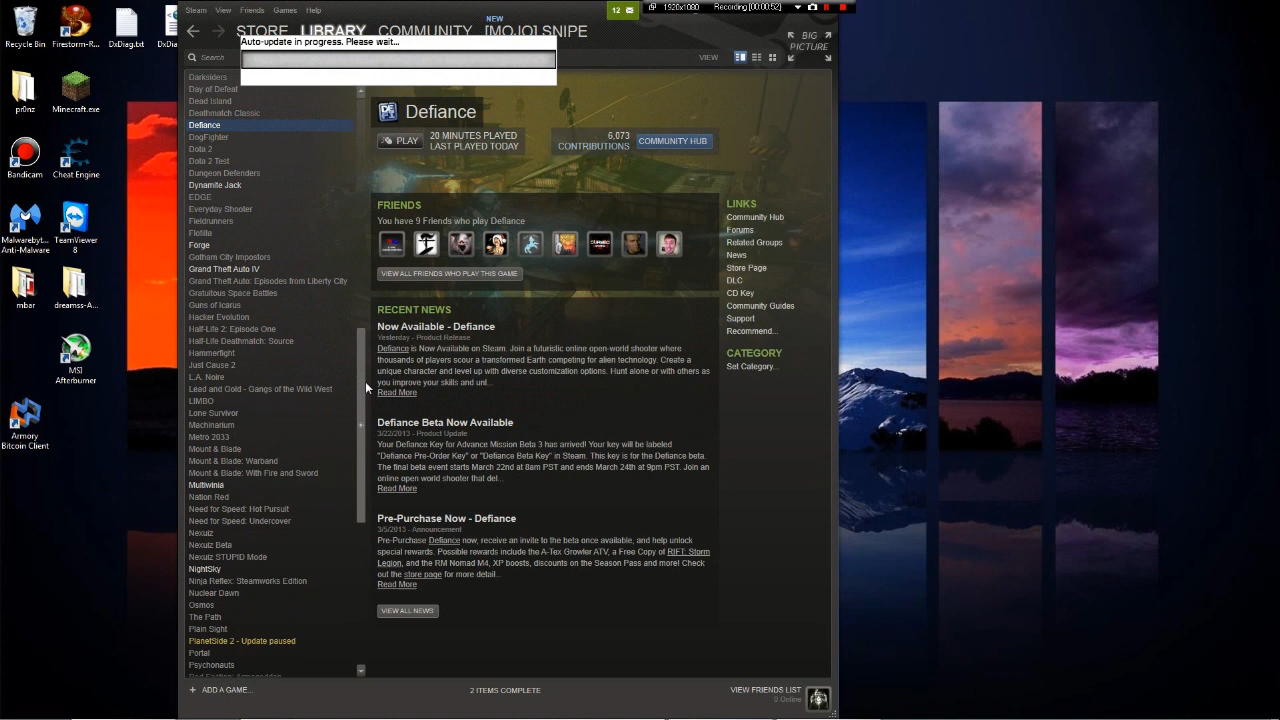 Recycle Bin
Firestorm-R...
DxDiag.txt
dxd
pr0nz
Minecraft.exe
Bandicam
Cheat Engine
Malwarebyt... Anti-Malware
TeamViewer 8
mbar
dreamss-A...
MSI Afterburner
Armory Bitcoin Client
Steam View Friends Games Help
12
1920x1080 Recording [00:00:52]
NEW
STORE LIBRARY COMMUNITY [MOJO] SNIPE
BIG PICTURE
Auto-update in progress. Please wait...
Search
VIEW
Darksiders
Day of Defeat
Dead Island
Deathmatch Classic
Defiance
DogFighter
Dota 2
Dota 2 Test
Dungeon Defenders
Dynamite Jack
EDGE
Everyday Shooter
Fieldrunners
Flotilla
Forge
Gotham City Impostors
Grand Theft Auto IV
Grand Theft Auto: Episodes from Liberty City
Gratuitous Space Battles
Guns of Icarus
Hacker Evolution
Half-Life 2: Episode One
Half-Life Deathmatch: Source
Hammerfight
Just Cause 2
L.A. Noire
Lead and Gold - Gangs of the Wild West
LIMBO
Lone Survivor
Machinarium
Metro 2033
Mount & Blade
Mount & Blade: Warband
Mount & Blade: With Fire and Sword
Multiwinia
Nation Red
Need for Speed: Hot Pursuit
Need for Speed: Undercover
Nexuiz
Nexuiz Beta
Nexuiz STUPID Mode
NightSky
Ninja Reflex: Steamworks Edition
Nuclear Dawn
Osmos
The Path
Plain Sight
PlanetSide 2 - Update paused
Portal
Psychonauts
Red Faction: Armageddon
Defiance
PLAY
20 MINUTES PLAYED
LAST PLAYED TODAY
6,073
CONTRIBUTIONS
COMMUNITY HUB
FRIENDS
You have 9 Friends who play Defiance
VIEW ALL FRIENDS WHO PLAY THIS GAME
RECENT NEWS
Now Available - Defiance
Yesterday - Product Release
Defiance is Now Available on Steam. Join a futuristic online open-world shooter where
thousands of players scour a transformed Earth competing for alien technology. Create a
unique character and level up with diverse customization options. Hunt alone or with others as
you improve your skills and unl...
Read More
Defiance Beta Now Available
3/22/2013 - Product Update
Your Defiance Key for Advance Mission Beta 3 has arrived! Your key will be labeled
"Defiance Pre-Order Key" or "Defiance Beta Key" in Steam. This key is for the Defiance beta.
The final beta event starts March 22nd at 8am PST and ends March 24th at 9pm PST. Join an
online open world shooter that del...
Read More
Pre-Purchase Now - Defiance
3/5/2013 - Announcement
Pre-Purchase Defiance now, receive an invite to the beta once available, and help unlock
special rewards. Possible rewards include the A-Tex Growler ATV, a Free Copy of RIFT: Storm
Legion, and the RM Nomad M4, XP boosts, discounts on the Season Pass and more! Check
out the store page for more detail...
Read More
VIEW ALL NEWS
LINKS
Community Hub
Forums
Related Groups
News
Store Page
DLC
CD Key
Community Guides
Support
Recommend...
CATEGORY
Set Category...
ADD A GAME...
2 ITEMS COMPLETE
VIEW FRIENDS LIST
9 Online